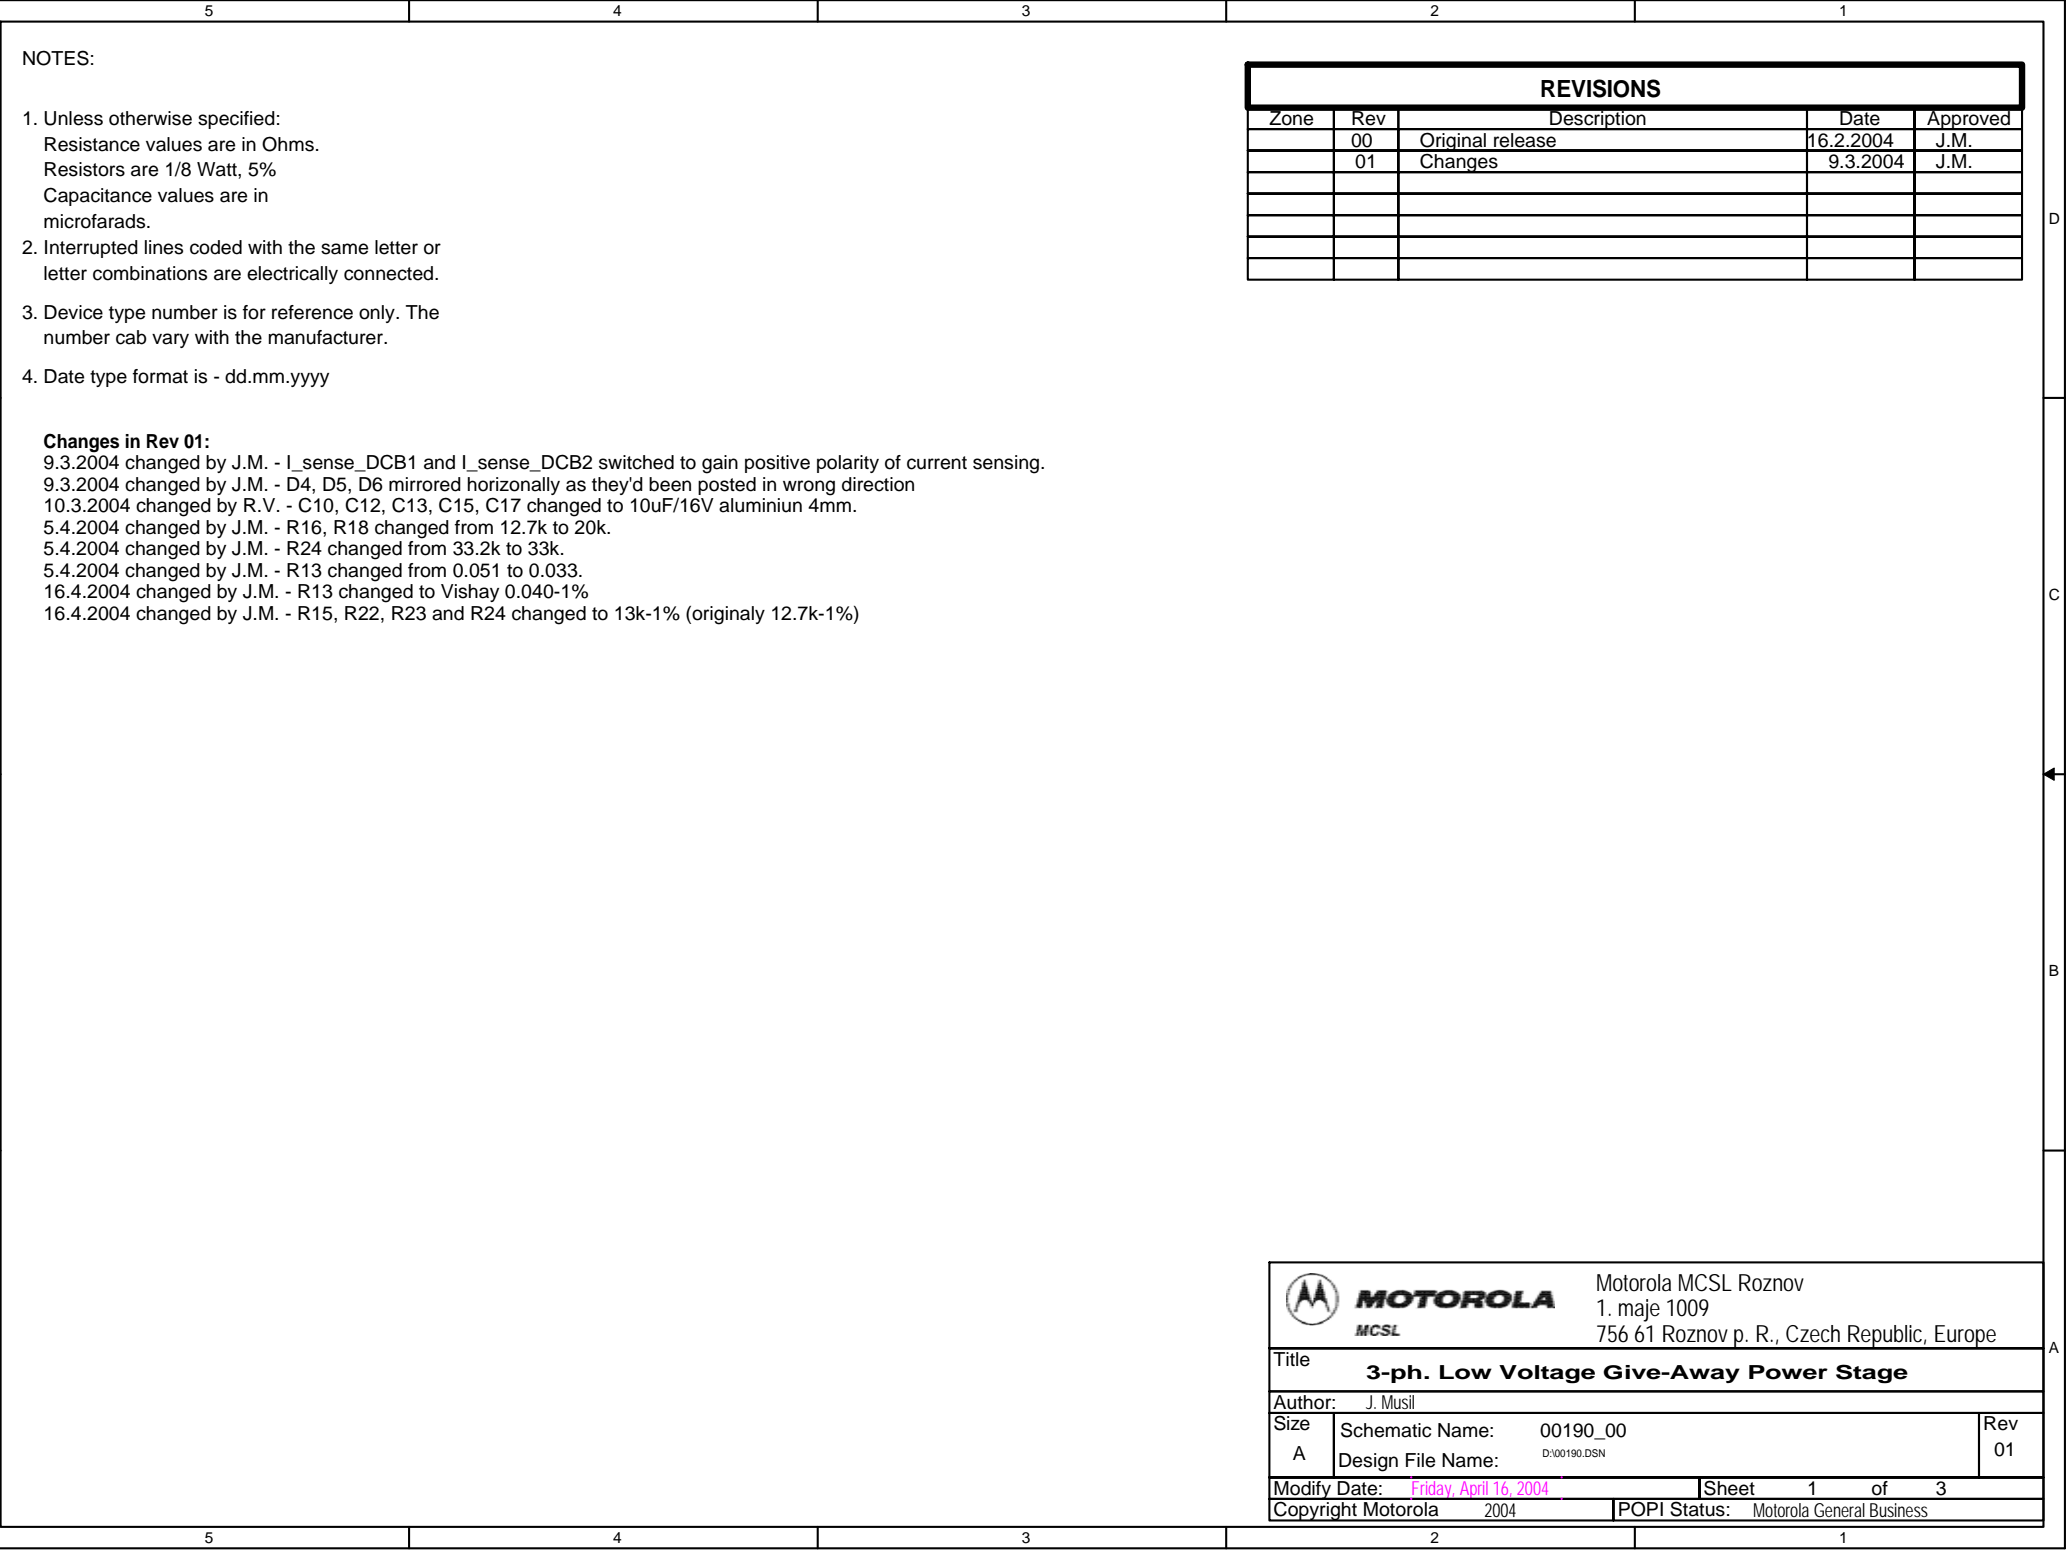 5 4 3 2 1
NOTES:
1. Unless otherwise specified:
Resistance values are in Ohms.
Resistors are 1/8 Watt, 5%
Capacitance values are in
microfarads.
2. Interrupted lines coded with the same letter or
letter combinations are electrically connected.
3. Device type number is for reference only. The
number cab vary with the manufacturer.
4. Date type format is - dd.mm.yyyy
REVISIONS
Zone Rev Description Date Approved
00 Original release 16.2.2004 J.M.
01 Changes 9.3.2004 J.M.
D
Changes in Rev 01:
9.3.2004 changed by J.M. - I_sense_DCB1 and I_sense_DCB2 switched to gain positive polarity of current sensing.
9.3.2004 changed by J.M. - D4, D5, D6 mirrored horizonally as they'd been posted in wrong direction
10.3.2004 changed by R.V. - C10, C12, C13, C15, C17 changed to 10uF/16V aluminiun 4mm.
5.4.2004 changed by J.M. - R16, R18 changed from 12.7k to 20k.
5.4.2004 changed by J.M. - R24 changed from 33.2k to 33k.
5.4.2004 changed by J.M. - R13 changed from 0.051 to 0.033.
16.4.2004 changed by J.M. - R13 changed to Vishay 0.040-1%
16.4.2004 changed by J.M. - R15, R22, R23 and R24 changed to 13k-1% (originaly 12.7k-1%)
C
B
MOTOROLA
MCSL
Motorola MCSL Roznov
1. maje 1009
756 61 Roznov p. R., Czech Republic, Europe
A
Title
3-ph. Low Voltage Give-Away Power Stage
Author: J. Musil
Size
A
Schematic Name: 00190_00
Design File Name: D:\00190.DSN
Rev
01
Modify Date: Friday, April 16, 2004 Sheet 1 of 3
Copyright Motorola 2004 POPI Status: Motorola General Business
5 4 3 2 1